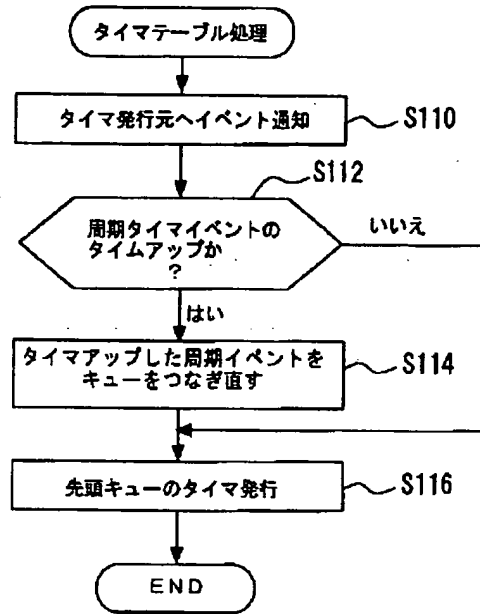 タイマテーブル処理
タイマ発行元へイベント通知
S110
S112
周期タイマイベントの
タイムアップか
?
いいえ
はい
タイマアップした周期イベントを
キューをつなぎ直す
S114
先頭キューのタイマ発行
S116
END